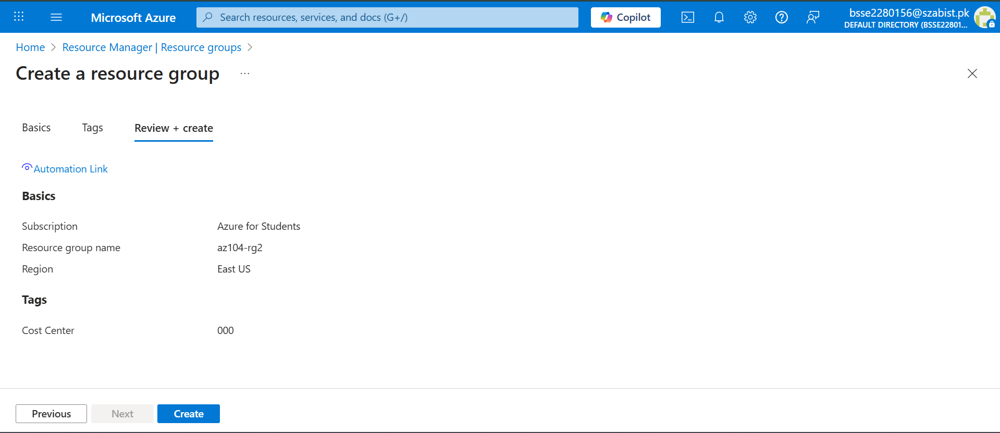 Microsoft Azure
Search resources, services, and docs (G+/)
Copilot
bsse2280156@szabist.pk
DEFAULT DIRECTORY (BSSE22801...
Home > Resource Manager | Resource groups >
Create a resource group ...
Basics Tags Review + create
Automation Link
Basics
Subscription Azure for Students
Resource group name az104-rg2
Region East US
Tags
Cost Center 000
Previous Next Create